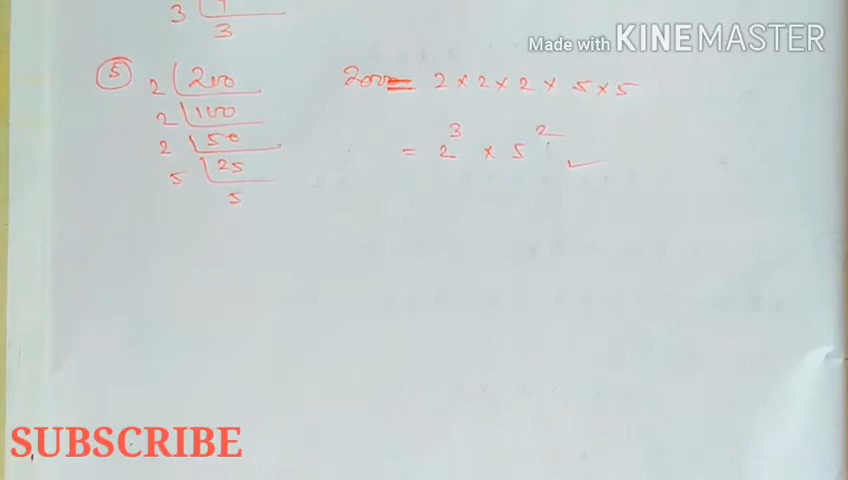 3
3
Made with KINEMASTER
5
2 200
200 = 2 × 2 × 2 × 5 × 5
2 100
2 50
= 2³ × 5²
5 25
5
SUBSCRIBE